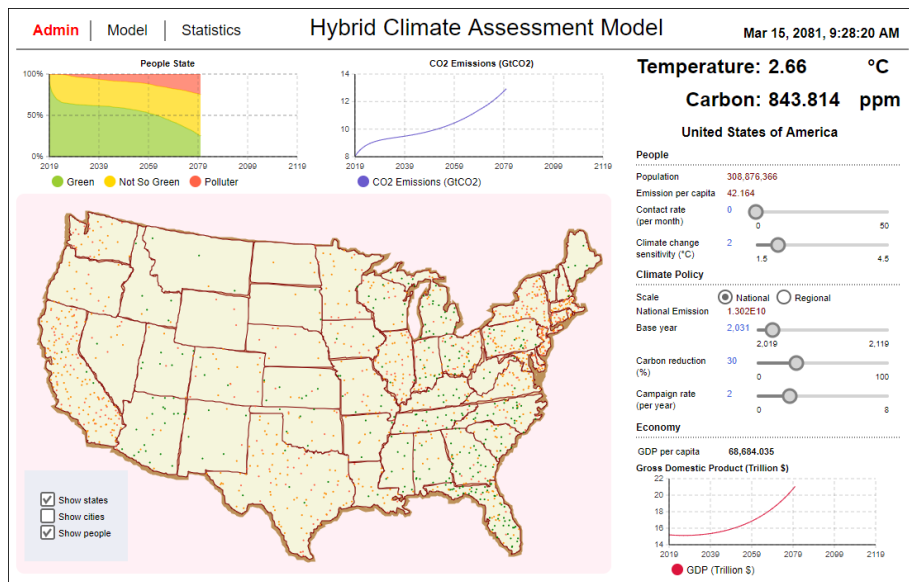 Admin | Model | Statistics
Hybrid Climate Assessment Model
Mar 15, 2081, 9:28:20 AM
People State
100%
50%
0%
2019 2039 2059 2079 2099 2119
Green Not So Green Polluter
CO2 Emissions (GtCO2)
14
12
10
8
2019 2039 2059 2079 2099 2119
CO2 Emissions (GtCO2)
Temperature: 2.66 °C
Carbon: 843.814 ppm
United States of America
People
Population 308,876,366
Emission per capita 42.164
Contact rate 0
(per month)
0 50
Climate change 2
sensitivity (°C)
1.5 4.5
Climate Policy
Scale National Regional
National Emission 1.302E10
Base year 2,031
2,019 2,119
Carbon reduction 30
(%)
0 100
Campaign rate 2
(per year)
0 8
Economy
GDP per capita 68,684.035
Gross Domestic Product (Trillion $)
22
20
18
16
14
2019 2039 2059 2079 2099 2119
GDP (Trillion $)
Show states
Show cities
Show people